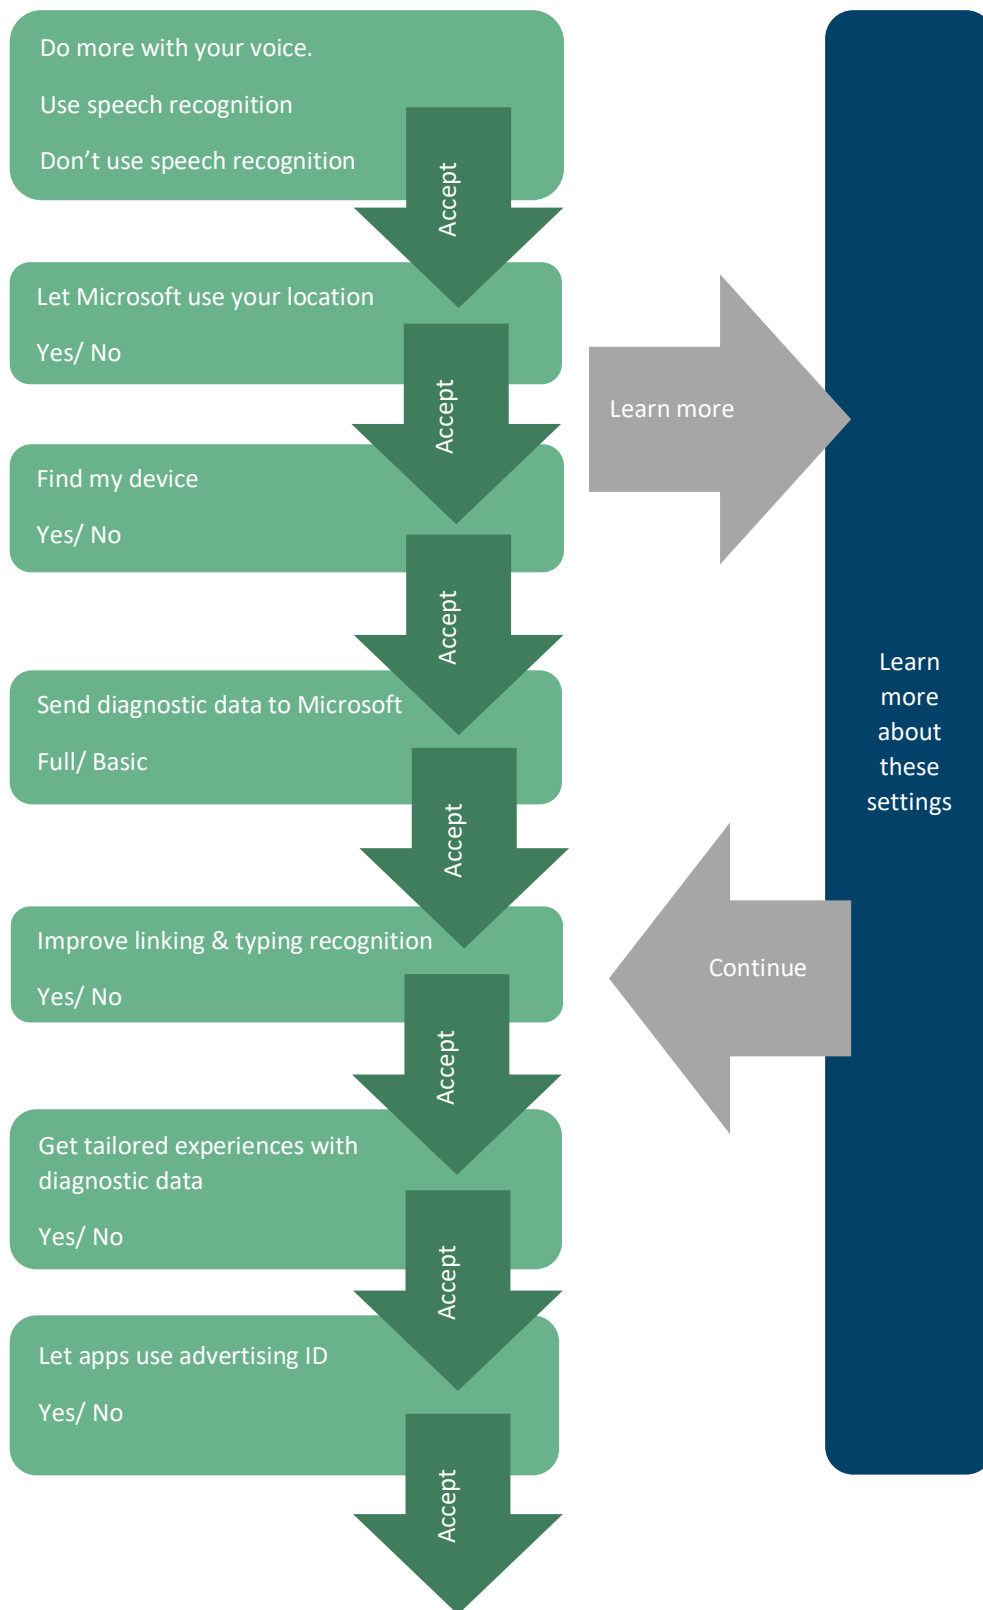 Do more with your voice.
Use speech recognition
Don't use speech recognition
Accept
Let Microsoft use your location
Yes/ No
Accept
Learn more
Find my device
Yes/ No
Accept
Send diagnostic data to Microsoft
Full/ Basic
Accept
Learn
more
about
these
settings
Improve linking & typing recognition
Yes/ No
Continue
Accept
Get tailored experiences with
diagnostic data
Yes/ No
Accept
Let apps use advertising ID
Yes/ No
Accept